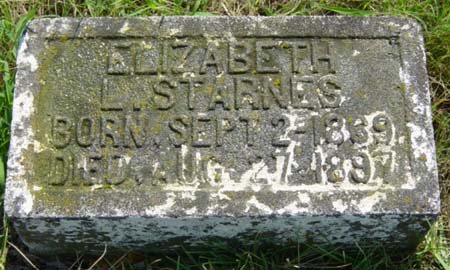 ELIZABETH
L. STARNES
BORN. SEPT 2-1839
DIED. AUG. 27-1897